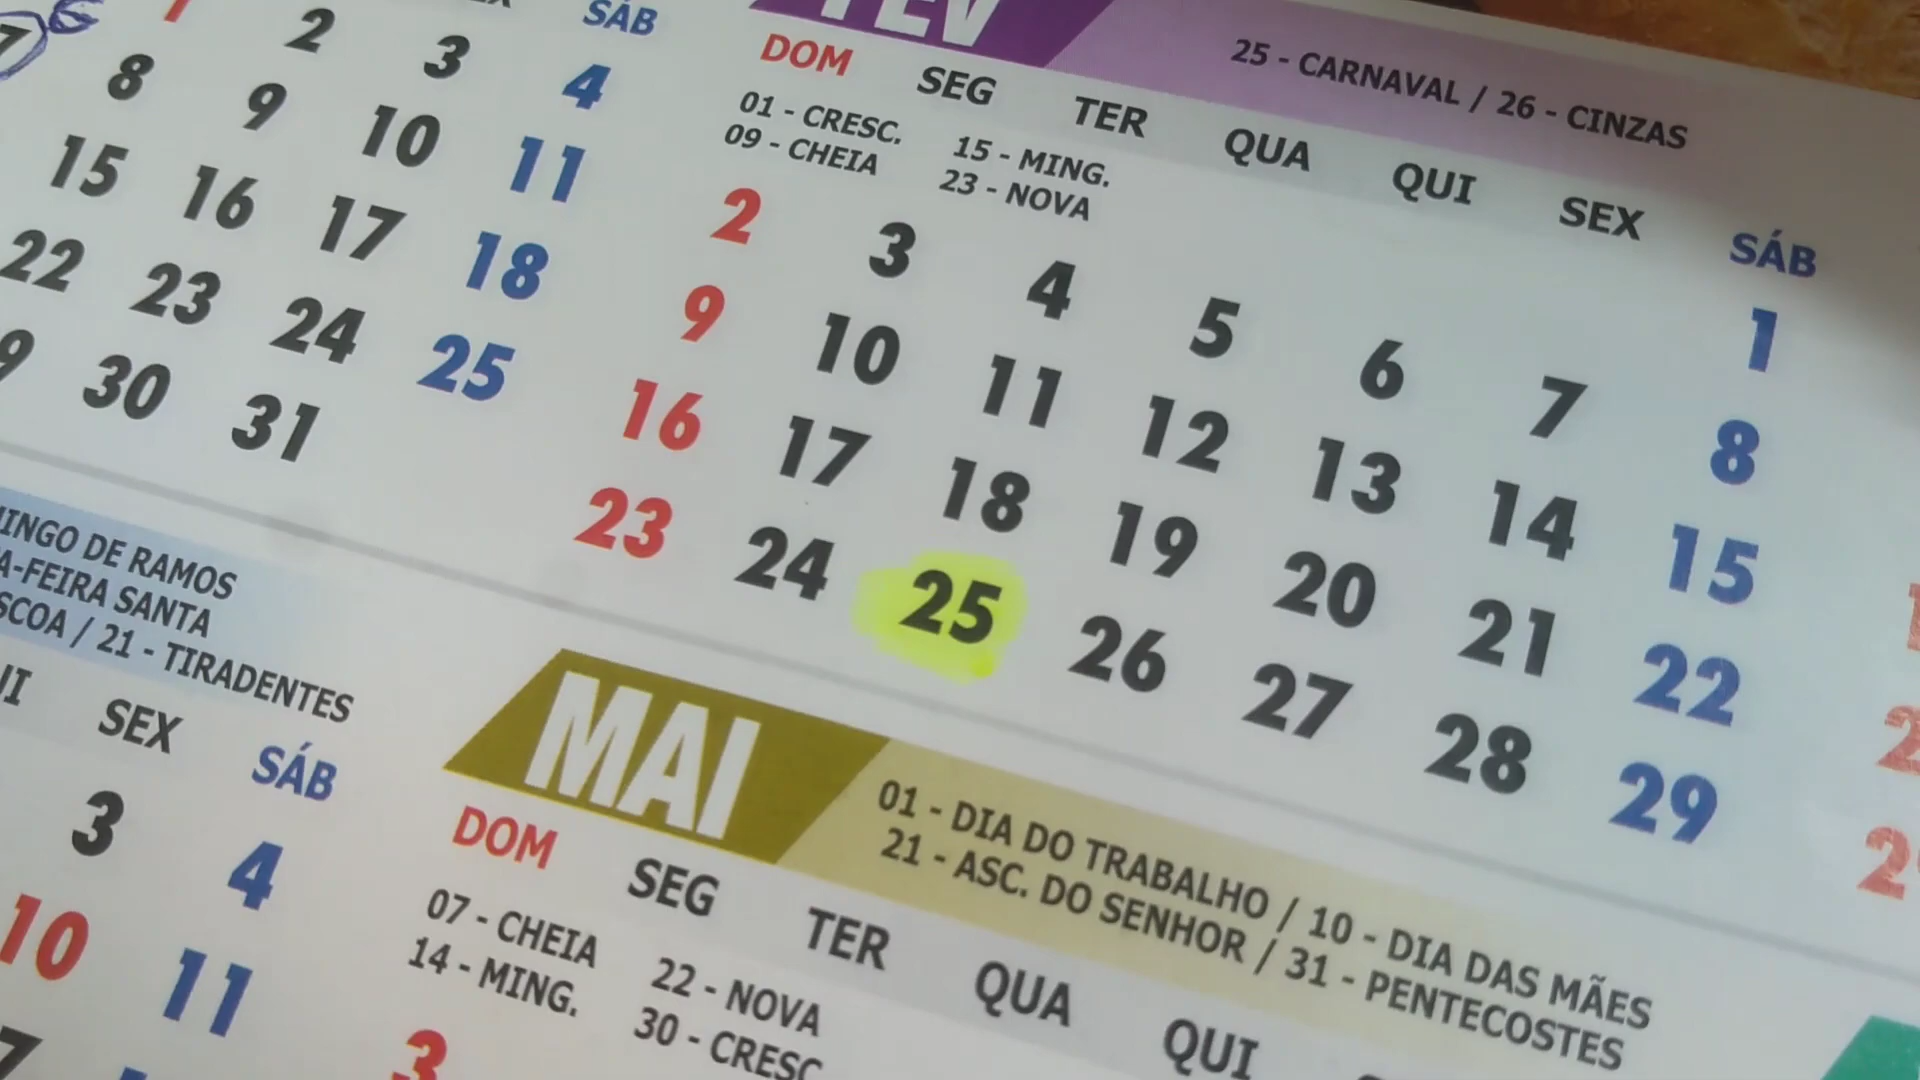 SÁB
1 2 3 4
8 9 10 11
15 16 17 18
22 23 24 25
30 31
FEV
25 - CARNAVAL / 26 - CINZAS
DOM SEG TER QUA QUI SEX SÁB
01 - CRESC. 15 - MING.
09 - CHEIA 23 - NOVA
1
2 3 4 5 6 7 8
9 10 11 12 13 14 15
16 17 18 19 20 21 22
23 24 25 26 27 28 29
INGO DE RAMOS
A-FEIRA SANTA
SCOA / 21 - TIRADENTES
SEX SÁB
3 4
10 11
MAI
01 - DIA DO TRABALHO / 10 - DIA DAS MÃES
21 - ASC. DO SENHOR / 31 - PENTECOSTES
DOM SEG TER QUA QUI
07 - CHEIA 22 - NOVA
14 - MING. 30 - CRESC
3